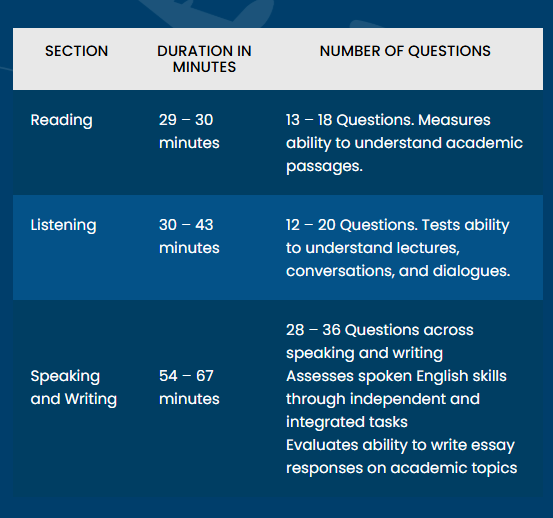 SECTION
DURATION IN
MINUTES
NUMBER OF QUESTIONS
Reading
29 – 30
minutes
13 – 18 Questions. Measures
ability to understand academic
passages.
Listening
30 – 43
minutes
12 – 20 Questions. Tests ability
to understand lectures,
conversations, and dialogues.
Speaking
and Writing
54 – 67
minutes
28 – 36 Questions across
speaking and writing
Assesses spoken English skills
through independent and
integrated tasks
Evaluates ability to write essay
responses on academic topics